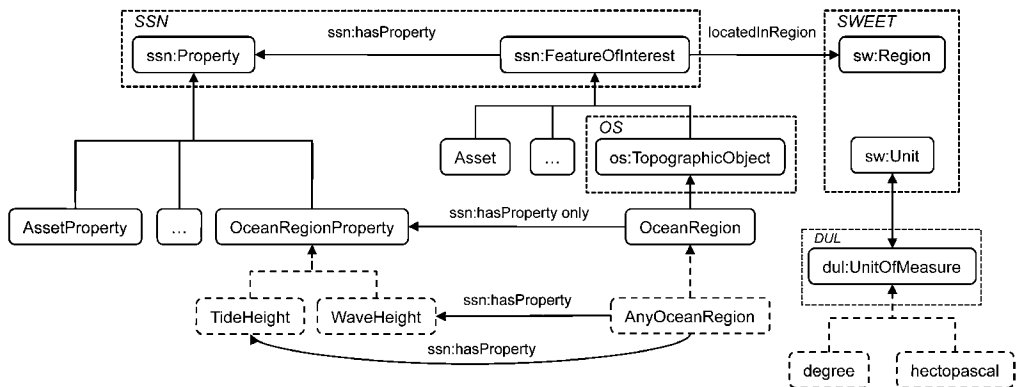 SSN
SWEET
ssn:hasProperty
locatedInRegion
ssn:Property
ssn:FeatureOfInterest
sw:Region
OS
Asset
...
os:TopographicObject
sw:Unit
AssetProperty
...
OceanRegionProperty
ssn:hasProperty only
OceanRegion
DUL
dul:UnitOfMeasure
TideHeight
WaveHeight
ssn:hasProperty
AnyOceanRegion
ssn:hasProperty
degree
hectopascal